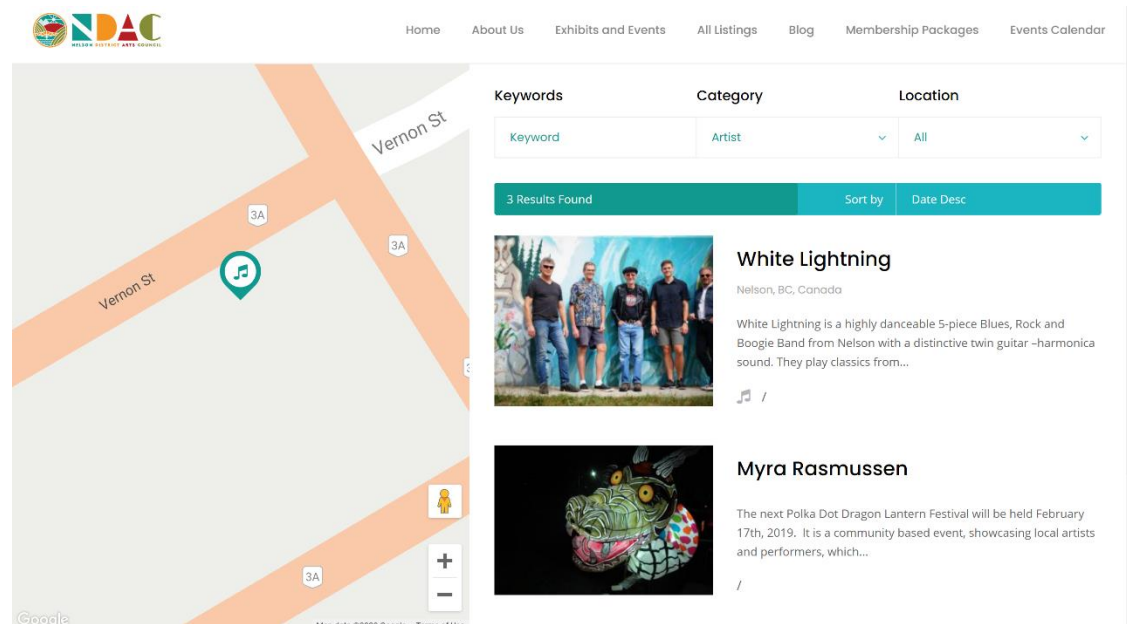 NDAC
NELSON DISTRICT ARTS COUNCIL
Home About Us Exhibits and Events All Listings Blog Membership Packages Events Calendar
Vernon St
3A
3A
Vernon St
3A
Google
Keywords Category Location
Keyword Artist All
3 Results Found Sort by Date Desc
White Lightning
Nelson, BC, Canada
White Lightning is a highly danceable 5-piece Blues, Rock and
Boogie Band from Nelson with a distinctive twin guitar –harmonica
sound. They play classics from...
/
Myra Rasmussen
The next Polka Dot Dragon Lantern Festival will be held February
17th, 2019. It is a community based event, showcasing local artists
and performers, which...
/